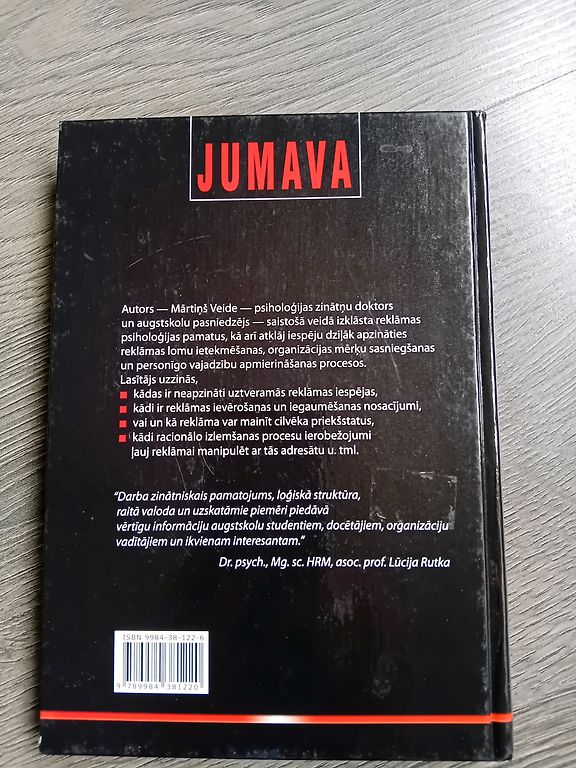 JUMAVA
Autors — Mārtiņš Veide — psiholoģijas zinātņu doktors
un augstskolu pasniedzējs — saistošā veidā izklāsta reklāmas
psiholoģijas pamatus, kā arī atklāj iespēju dziļāk apzināties
reklāmas lomu ietekmēšanas, organizācijas mērķu sasniegšanas
un personīgo vajadzību apmierināšanas procesos.
Lasītājs uzzinās,
kādas ir neapzināti uztveramās reklāmas iespējas,
kādi ir reklāmas ievērošanas un iegaumēšanas nosacījumi,
vai un kā reklāma var mainīt cilvēka priekšstatus,
kādi racionālo izlemšanas procesu ierobežojumi
ļauj reklāmai manipulēt ar tās adresātu u. tml.
“Darba zinātniskais pamatojums, loģiskā struktūra,
raitā valoda un uzskatāmie piemēri piedāvā
vērtīgu informāciju augstskolu studentiem, docētājiem, organizāciju
vadītājiem un ikvienam interesantam.”
Dr. psych., Mg. sc. HRM, asoc. prof. Lūcija Rutka
ISBN 9984-38-122-6
9 789984 381220